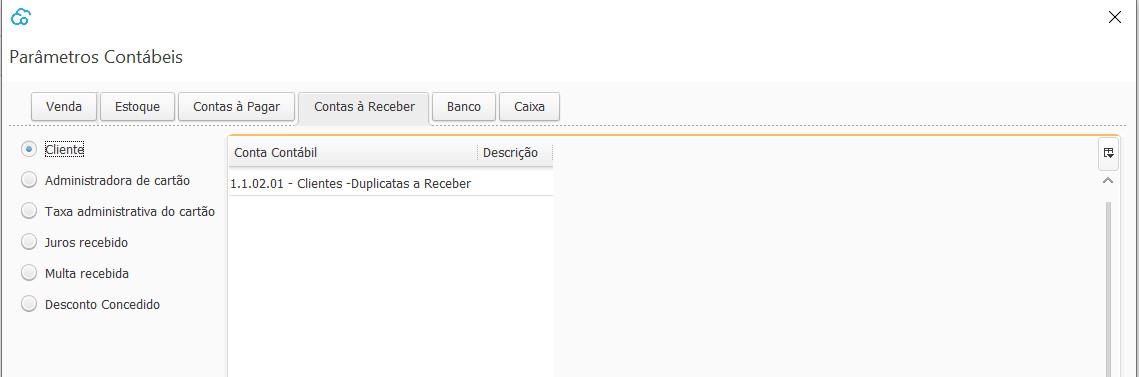 Parâmetros Contábeis
Venda Estoque Contas à Pagar Contas à Receber Banco Caixa
Cliente
Administradora de cartão
Taxa administrativa do cartão
Juros recebido
Multa recebida
Desconto Concedido
Conta Contábil Descrição
1.1.02.01 - Clientes -Duplicatas a Receber